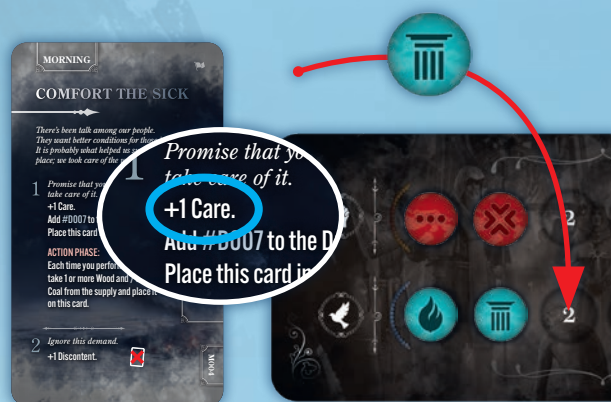 MORNING
COMFORT THE SICK
There's been talk among our people.
They want better conditions for
It is probably what helped us
place; we took care of the
1 Promise that
take care of it.
+1 Care.
Add #D007 to
Place this card
ACTION PHASE:
Each time you
take 1 or more Wood and
Coal from the supply and place
on this card.
2 Ignore this demand.
+1 Discontent.
M004
1
Promise that
take care of it.
+1 Care.
Add #D007 to the D
Place this card in
2
2